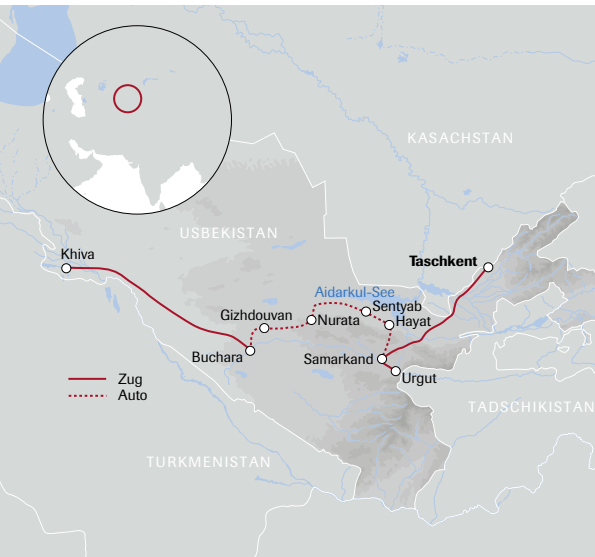 KASACHSTAN
USBEKISTAN
Khiva
Taschkent
Aidarkul-See
Sentyab
Gizhdouvan
Nurata
Hayat
Buchara
Samarkand
Urgut
Zug
Auto
TADSCHIKISTAN
TURKMENISTAN